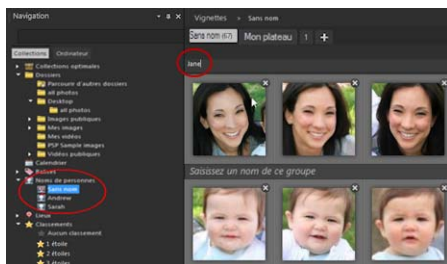 Navigation
Vignettes > Sans nom
Sans nom (67) Mon plateau 1 +
Collections Ordinateur
Jane
Collections optimales
Dossiers
Parcourir d'autres dossiers
all photos
Desktop
all photos
Images publiques
Mes images
Mes vidéos
PSP Sample Images
Vidéos publiques
Calendrier
Noms de personnes
Sans nom
Andrew
Sarah
Lieux
Classements
Aucun classement
1 étoile
2 étoiles
3 étoiles
Saisissez un nom de ce groupe